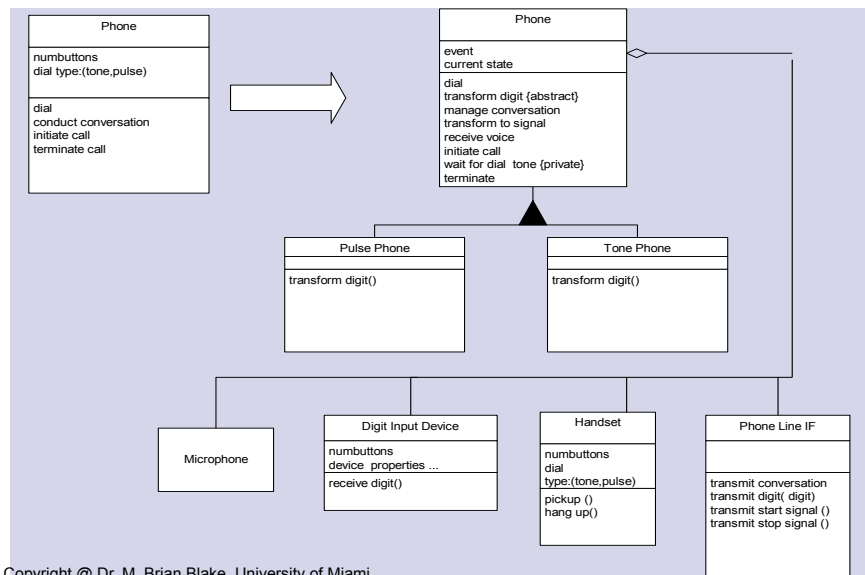 Phone
numbuttons
dial type:(tone,pulse)
dial
conduct conversation
initiate call
terminate call
Phone
event
current state
dial
transform digit {abstract}
manage conversation
transform to signal
receive voice
initiate call
wait for dial tone {private}
terminate
Pulse Phone
transform digit()
Tone Phone
transform digit()
Microphone
Digit Input Device
numbuttons
device properties ...
receive digit()
Handset
numbuttons
dial
type:(tone,pulse)
pickup ()
hang up()
Phone Line IF
transmit conversation
transmit digit( digit)
transmit start signal ()
transmit stop signal ()
Copyright @ Dr. M. Brian Blake, University of Miami